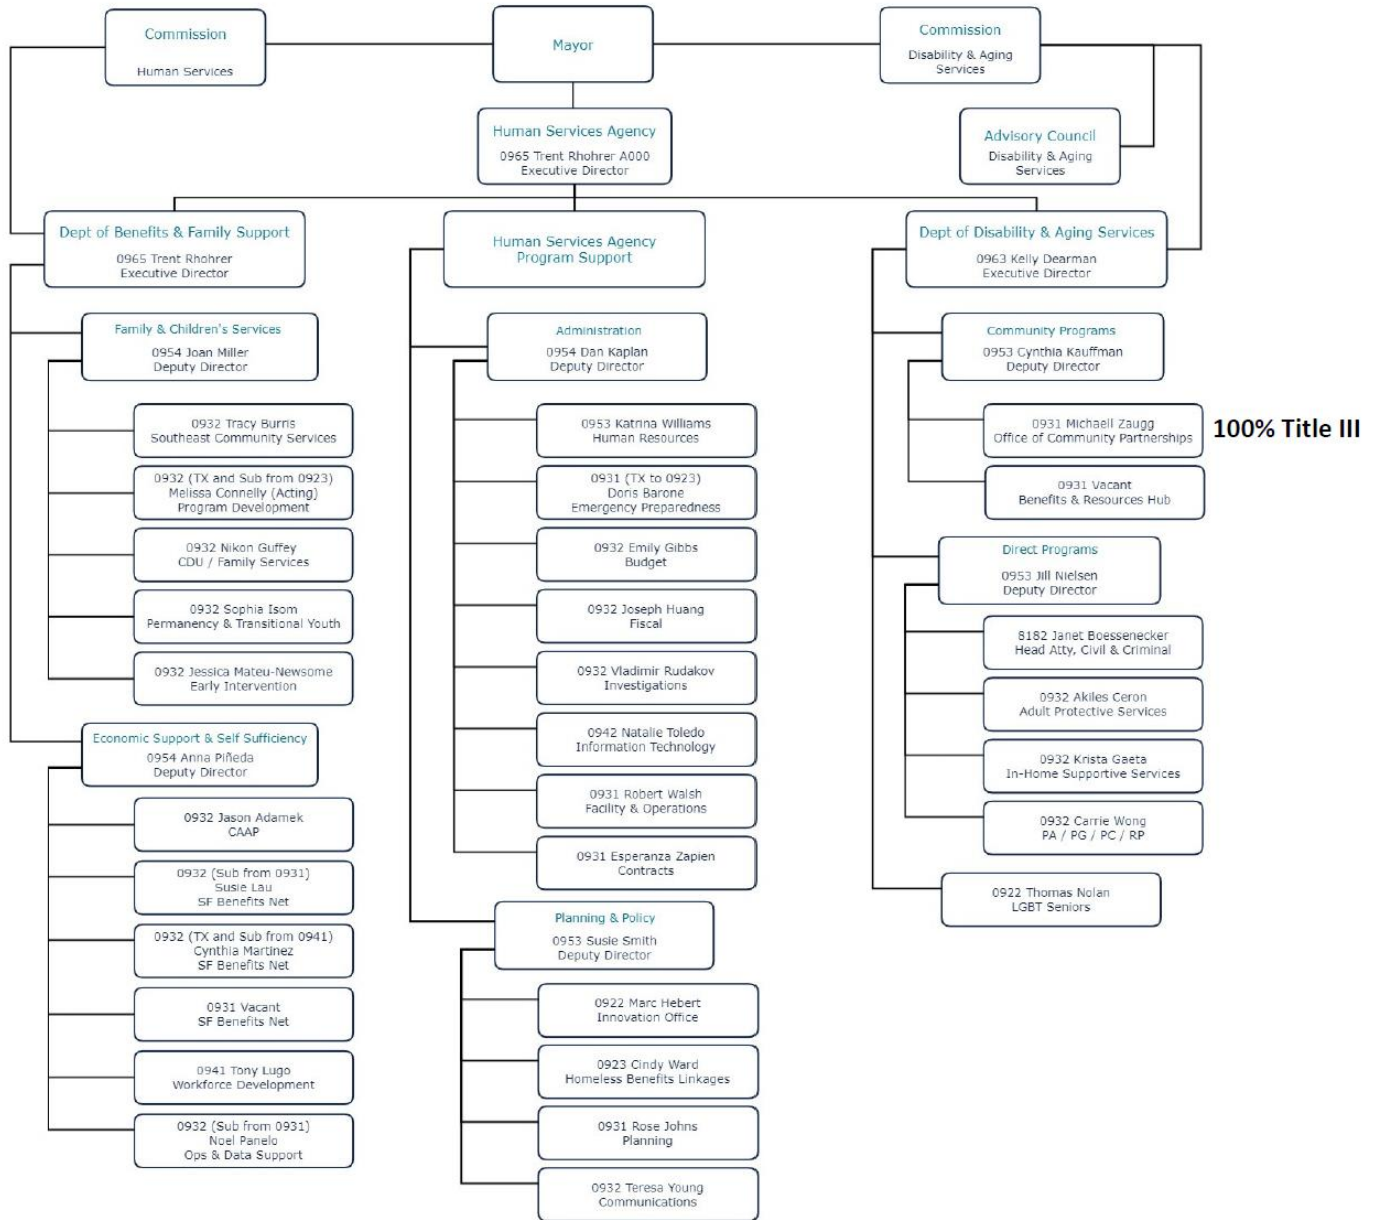 Commission
Human Services
Mayor
Commission
Disability & Aging
Services
Human Services Agency
0965 Trent Rhohrer A000
Executive Director
Advisory Council
Disability & Aging
Services
Dept of Benefits & Family Support
0965 Trent Rhohrer
Executive Director
Human Services Agency
Program Support
Dept of Disability & Aging Services
0963 Kelly Dearman
Executive Director
Family & Children's Services
0954 Joan Miller
Deputy Director
0932 Tracy Burris
Southeast Community Services
0932 (TX and Sub from 0923)
Melissa Connelly (Acting)
Program Development
0932 Nikon Guffey
CDU / Family Services
0932 Sophia Isom
Permanency & Transitional Youth
0932 Jessica Mateu-Newsome
Early Intervention
Economic Support & Self Sufficiency
0954 Anna Piñeda
Deputy Director
0932 Jason Adamek
CAAP
0932 (Sub from 0931)
Susie Lau
SF Benefits Net
0932 (TX and Sub from 0941)
Cynthia Martinez
SF Benefits Net
0931 Vacant
SF Benefits Net
0941 Tony Lugo
Workforce Development
0932 (Sub from 0931)
Noel Panelo
Ops & Data Support
Administration
0954 Dan Kaplan
Deputy Director
0953 Katrina Williams
Human Resources
0931 (TX to 0923)
Doris Barone
Emergency Preparedness
0932 Emily Gibbs
Budget
0932 Joseph Huang
Fiscal
0932 Vladimir Rudakov
Investigations
0942 Natalie Toledo
Information Technology
0931 Robert Walsh
Facility & Operations
0931 Esperanza Zapien
Contracts
Planning & Policy
0953 Susie Smith
Deputy Director
0922 Marc Hebert
Innovation Office
0923 Cindy Ward
Homeless Benefits Linkages
0931 Rose Johns
Planning
0932 Teresa Young
Communications
Community Programs
0953 Cynthia Kauffman
Deputy Director
0931 Michaell Zaugg
Office of Community Partnerships
100% Title III
0931 Vacant
Benefits & Resources Hub
Direct Programs
0953 Jill Nielsen
Deputy Director
8182 Janet Boessenecker
Head Atty, Civil & Criminal
0932 Akiles Ceron
Adult Protective Services
0932 Krista Gaeta
In-Home Supportive Services
0932 Carrie Wong
PA / PG / PC / RP
0922 Thomas Nolan
LGBT Seniors